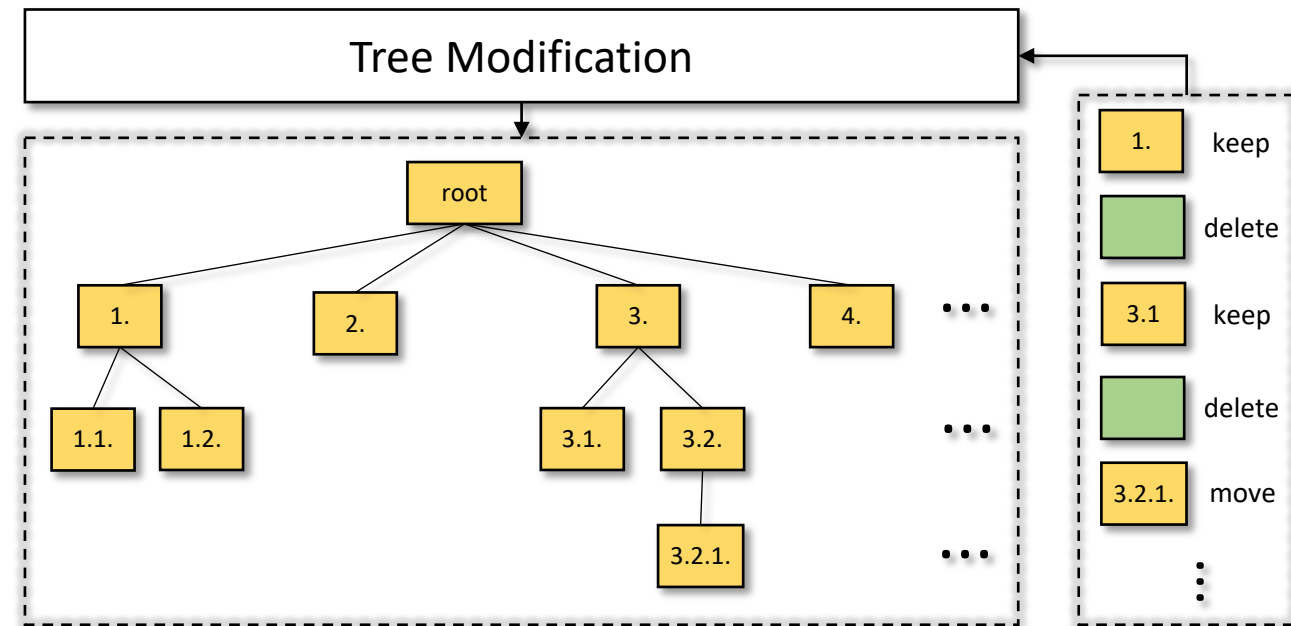 Tree Modification
root
1.
2.
3.
4.
...
1.1.
1.2.
3.1.
3.2.
...
3.2.1.
...
1. keep
delete
3.1 keep
delete
3.2.1. move
...